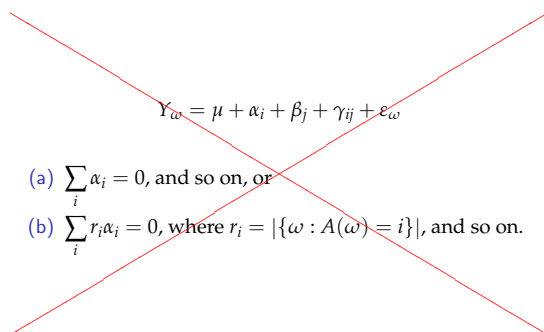 Y_ω = μ + α_i + β_j + γ_ij + ε_ω
(a) ∑_i α_i = 0, and so on, or
(b) ∑_i r_i α_i = 0, where r_i = |{ω : A(ω) = i}|, and so on.